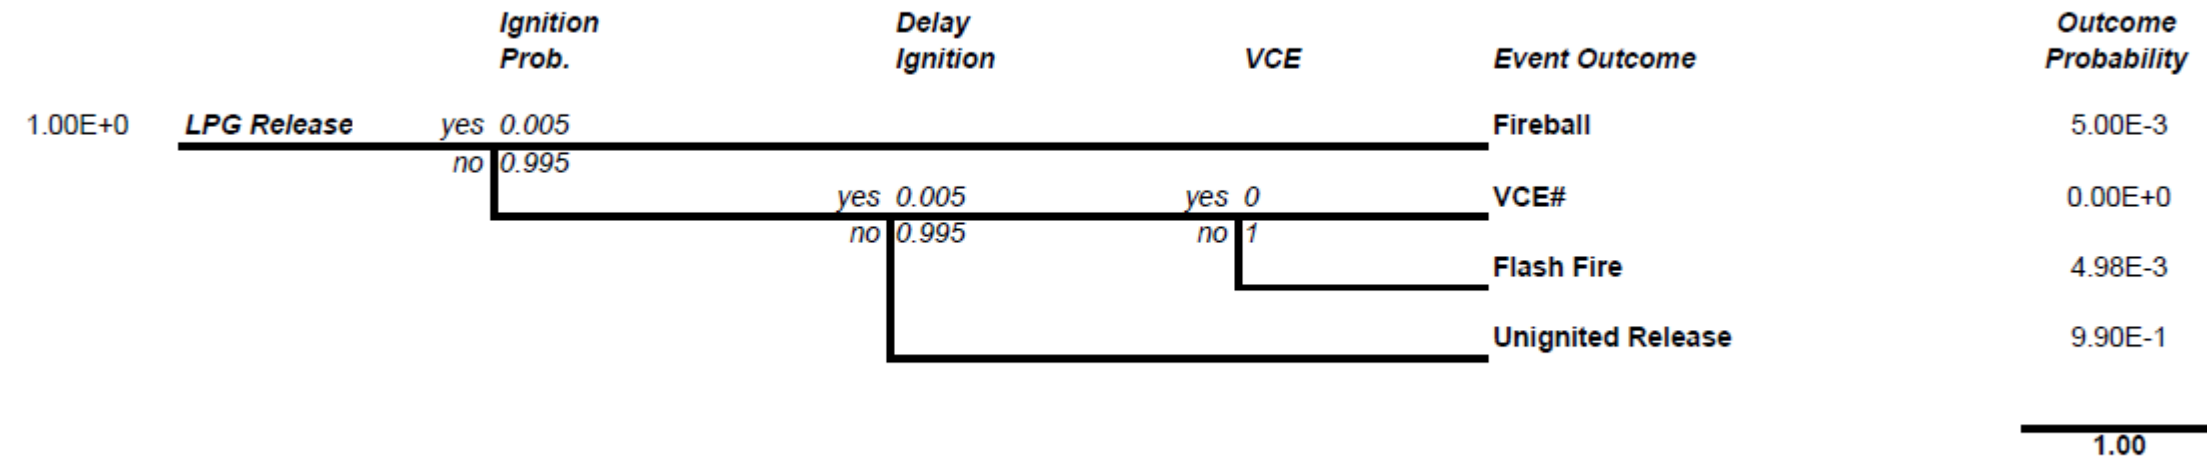 Ignition Delay Outcome
Prob. Ignition VCE Event Outcome Probability
1.00E+0 LPG Release yes 0.005 Fireball 5.00E-3
no 0.995
yes 0.005 yes 0 VCE# 0.00E+0
no 0.995 no 1
Flash Fire 4.98E-3
Unignited Release 9.90E-1
1.00